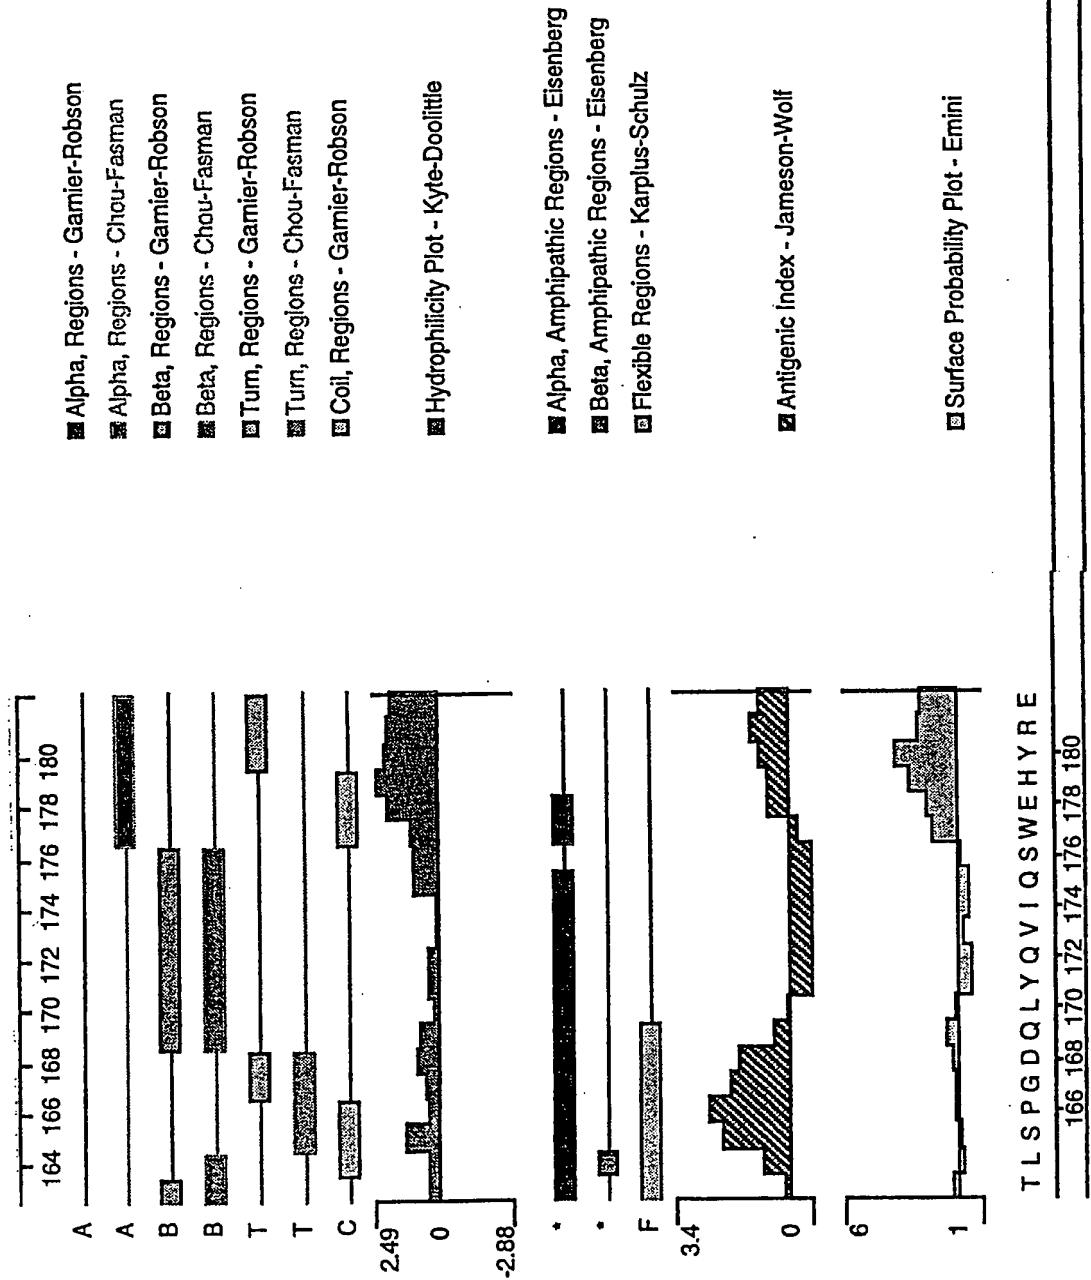 164 166 168 170 172 174 176 178 180
A
Alpha, Regions - Garnier-Robson
A
Alpha, Regions - Chou-Fasman
B
Beta, Regions - Garnier-Robson
B
Beta, Regions - Chou-Fasman
T
Turn, Regions - Garnier-Robson
T
Turn, Regions - Chou-Fasman
C
Coil, Regions - Garnier-Robson
2.49
0
-2.88
Hydrophilicity Plot - Kyte-Doolittle
*
Alpha, Amphipathic Regions - Eisenberg
*
Beta, Amphipathic Regions - Eisenberg
F
Flexible Regions - Karplus-Schulz
3.4
0
Antigenic Index - Jameson-Wolf
6
1
Surface Probability Plot - Emini
T L S P G D Q L Y Q V I Q S W E H Y R E
166 168 170 172 174 176 178 180